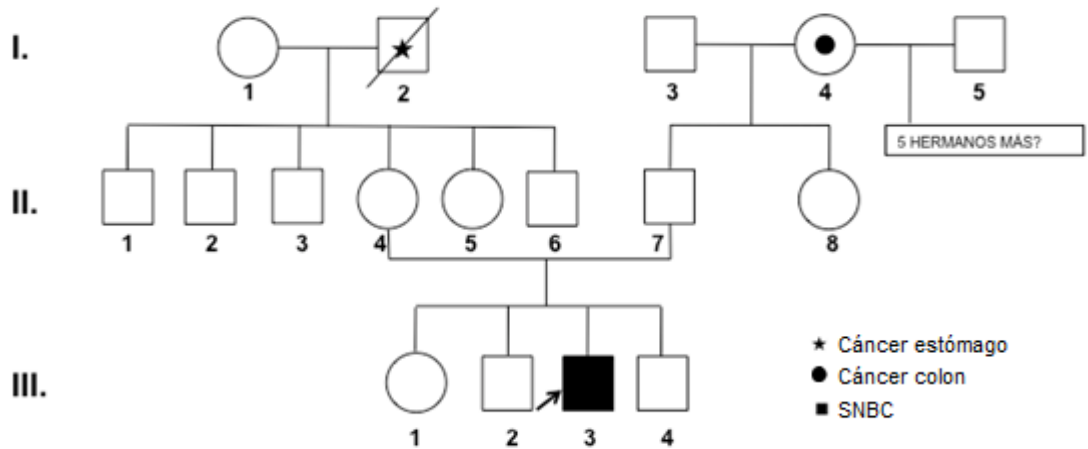 I.
1
2
3
4
5
5 HERMANOS MÁS?
II.
1
2
3
4
5
6
7
8
III.
1
2
3
4
Cáncer estómago
Cáncer colon
SNBC